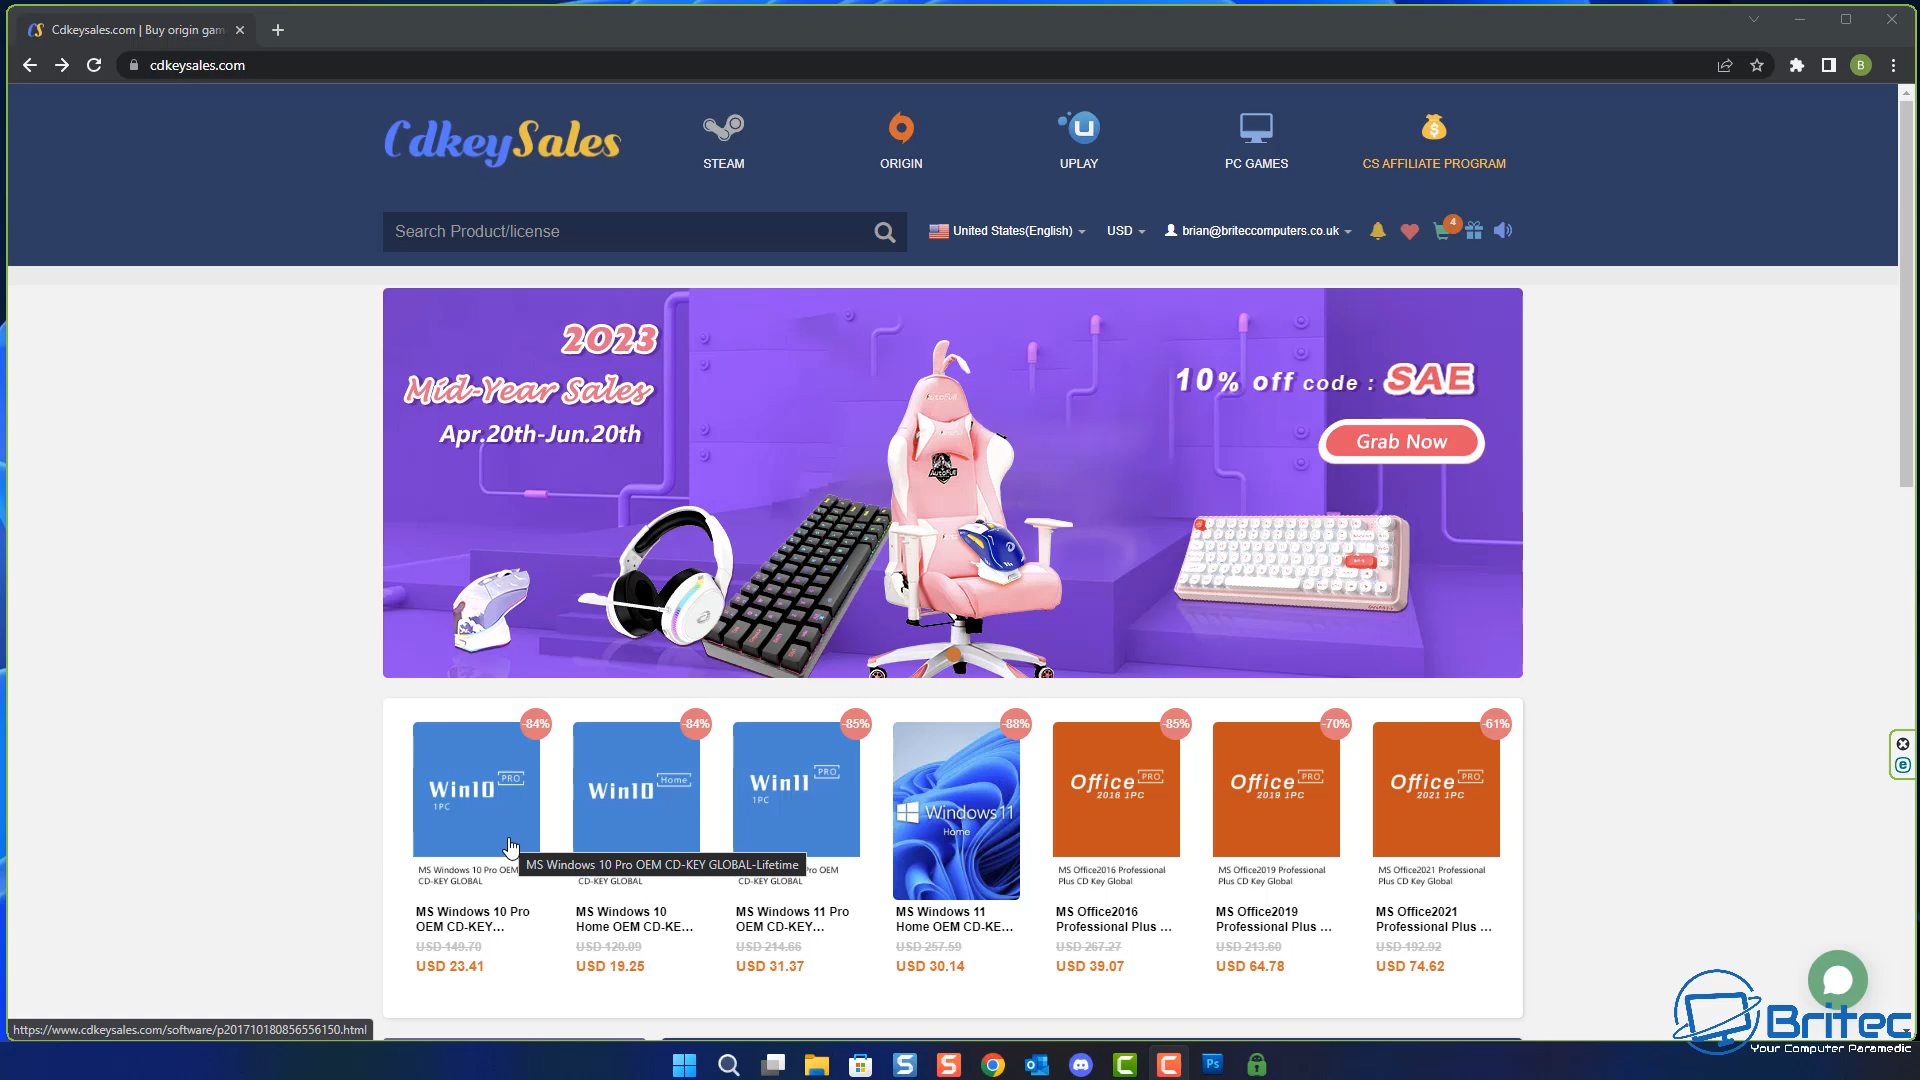 Cdkeysales.com | Buy origin gam
cdkeysales.com
B
CdkeySales
STEAM
ORIGIN
UPLAY
PC GAMES
CS AFFILIATE PROGRAM
Search Product/license
United States(English)
USD
brian@briteccomputers.co.uk
4
2023
Mid-Year Sales
Apr.20th-Jun.20th
10% off code : SAE
Grab Now
AutoFull
-84%
-84%
-85%
-88%
-85%
-70%
-61%
Win10 PRO
1PC
Win10 Home
Win11 PRO
1PC
Windows11
Home
Office PRO
2016 1PC
Office PRO
2019 1PC
Office PRO
2021 1PC
MS Windows 10 Pro OEM
CD-KEY GLOBAL
CD-KEY GLOBAL
Pro OEM
CD-KEY GLOBAL
MS Office2016 Professional
Plus CD Key Global
MS Office2019 Professional
Plus CD Key Global
MS Office2021 Professional
Plus CD Key Global
MS Windows 10 Pro OEM CD-KEY GLOBAL-Lifetime
MS Windows 10 Pro
OEM CD-KEY...
USD 149.70
USD 23.41
MS Windows 10
Home OEM CD-KE...
USD 120.09
USD 19.25
MS Windows 11 Pro
OEM CD-KEY...
USD 214.66
USD 31.37
MS Windows 11
Home OEM CD-KE...
USD 257.59
USD 30.14
MS Office2016
Professional Plus ...
USD 267.27
USD 39.07
MS Office2019
Professional Plus ...
USD 213.60
USD 64.78
MS Office2021
Professional Plus ...
USD 192.92
USD 74.62
https://www.cdkeysales.com/software/p201710180856556150.html
Britec
Your Computer Paramedic